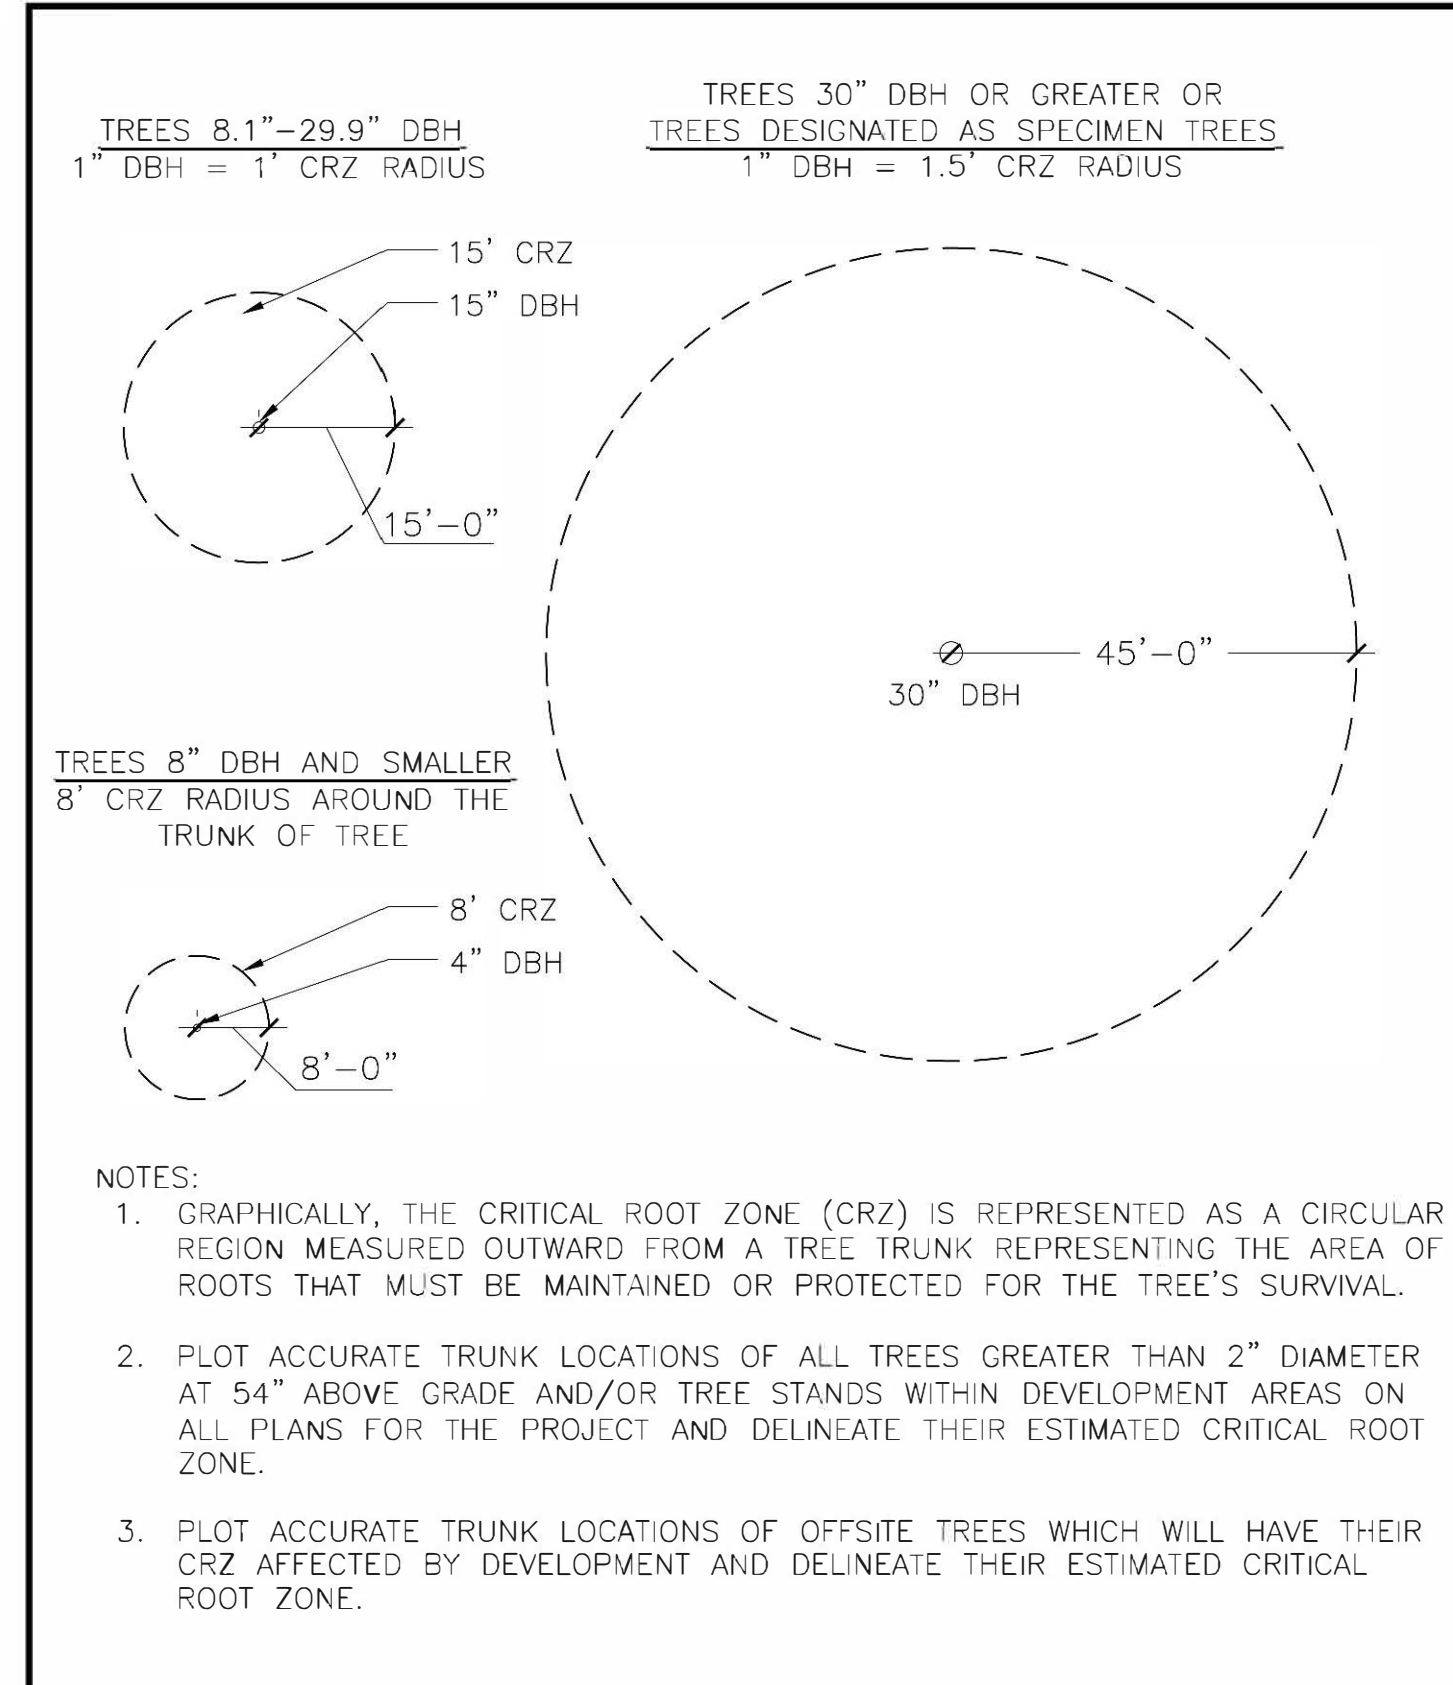 TREES 8.1"-29.9" DBH
1" DBH = 1' CRZ RADIUS
15' CRZ
15" DBH
15'-0"
TREES 30" DBH OR GREATER OR
TREES DESIGNATED AS SPECIMEN TREES
1" DBH = 1.5' CRZ RADIUS
45'-0"
30" DBH
TREES 8" DBH AND SMALLER
8' CRZ RADIUS AROUND THE
TRUNK OF TREE
8' CRZ
4" DBH
8'-0"
NOTES:
1. GRAPHICALLY, THE CRITICAL ROOT ZONE (CRZ) IS REPRESENTED AS A CIRCULAR
REGION MEASURED OUTWARD FROM A TREE TRUNK REPRESENTING THE AREA OF
ROOTS THAT MUST BE MAINTAINED OR PROTECTED FOR THE TREE'S SURVIVAL.
2. PLOT ACCURATE TRUNK LOCATIONS OF ALL TREES GREATER THAN 2" DIAMETER
AT 54" ABOVE GRADE AND/OR TREE STANDS WITHIN DEVELOPMENT AREAS ON
ALL PLANS FOR THE PROJECT AND DELINEATE THEIR ESTIMATED CRITICAL ROOT
ZONE.
3. PLOT ACCURATE TRUNK LOCATIONS OF OFFSITE TREES WHICH WILL HAVE THEIR
CRZ AFFECTED BY DEVELOPMENT AND DELINEATE THEIR ESTIMATED CRITICAL
ROOT ZONE.